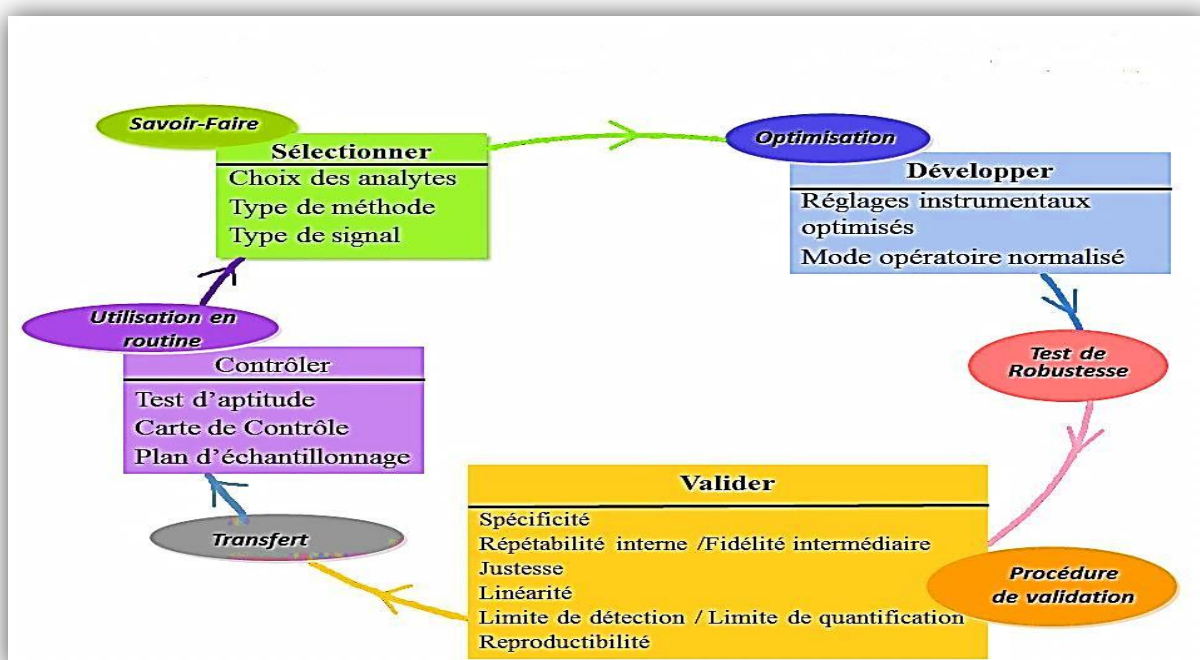 Savoir-Faire
Sélectionner
Choix des analytes
Type de méthode
Type de signal
Optimisation
Développer
Réglages instrumentaux
optimisés
Mode opératoire normalisé
Test de
Robustesse
Procédure
de validation
Valider
Spécificité
Répétabilité interne /Fidélité intermédiaire
Justesse
Linéarité
Limite de détection / Limite de quantification
Reproductibilité
Transfert
Contrôler
Test d’aptitude
Carte de Contrôle
Plan d’échantillonnage
Utilisation en
routine